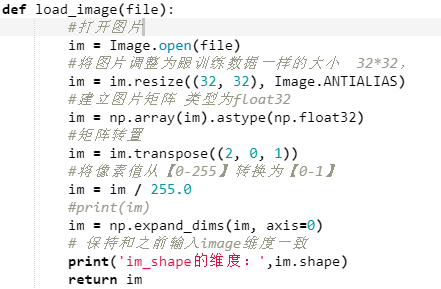 def load_image(file):
#打开图片
im = Image.open(file)
#将图片调整为跟训练数据一样的大小  32*32,
im = im.resize((32, 32), Image.ANTIALIAS)
#建立图片矩阵 类型为float32
im = np.array(im).astype(np.float32)
#矩阵转置
im = im.transpose((2, 0, 1))
#将像素值从【0-255】转换为【0-1】
im = im / 255.0
#print(im)
im = np.expand_dims(im, axis=0)
# 保持和之前输入image维度一致
print('im_shape的维度：',im.shape)
return im